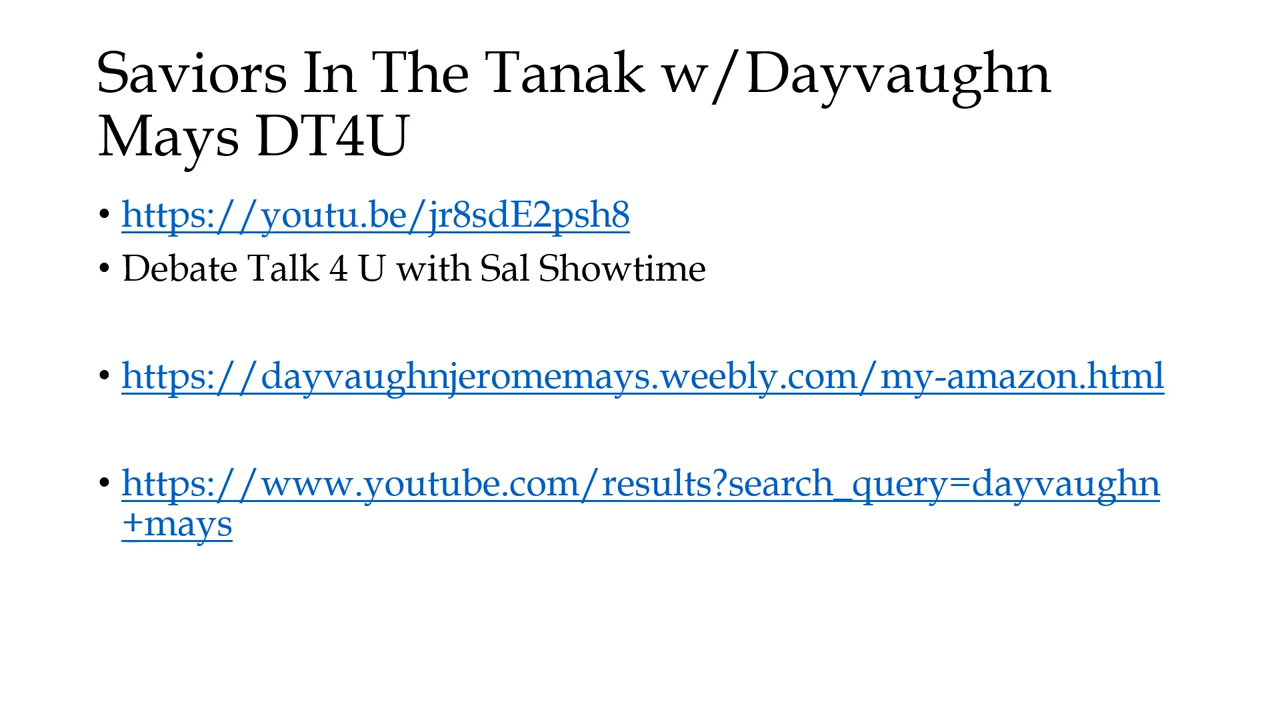 Saviors In The Tanak w/Dayvaughn
Mays DT4U
• https://youtu.be/jr8sdE2psh8
• Debate Talk 4 U with Sal Showtime
• https://dayvaughnjeromemays.weebly.com/my-amazon.html
• https://www.youtube.com/results?search_query=dayvaughn
+mays